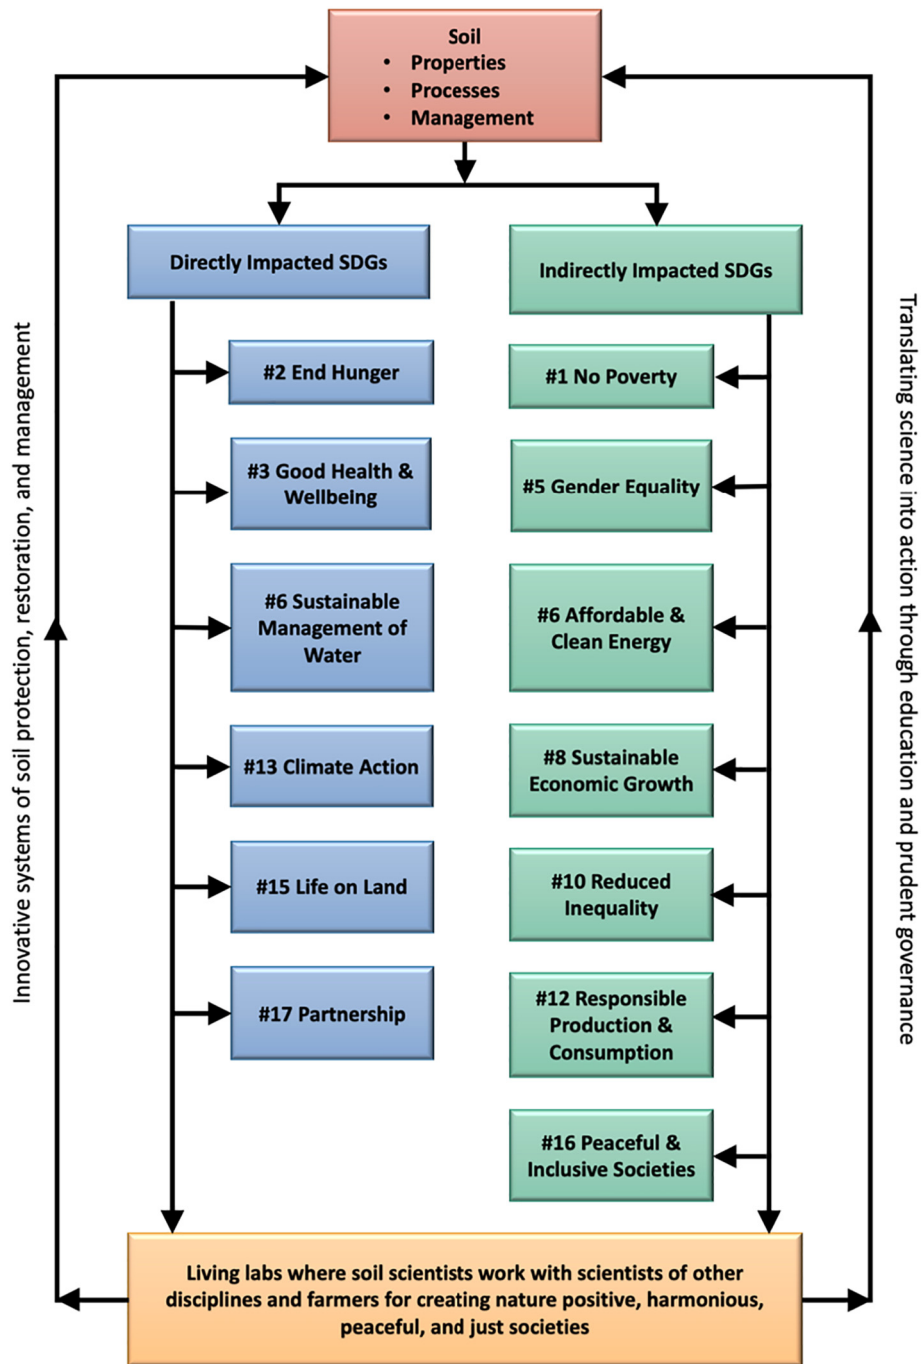 Soil
• Properties
• Processes
• Management
Directly Impacted SDGs
#2 End Hunger
#3 Good Health &
Wellbeing
#6 Sustainable
Management of
Water
#13 Climate Action
#15 Life on Land
#17 Partnership
Indirectly Impacted SDGs
#1 No Poverty
#5 Gender Equality
#6 Affordable &
Clean Energy
#8 Sustainable
Economic Growth
#10 Reduced
Inequality
#12 Responsible
Production &
Consumption
#16 Peaceful &
Inclusive Societies
Living labs where soil scientists work with scientists of other
disciplines and farmers for creating nature positive, harmonious,
peaceful, and just societies
Innovative systems of soil protection, restoration, and management
Translating science into action through education and prudent governance